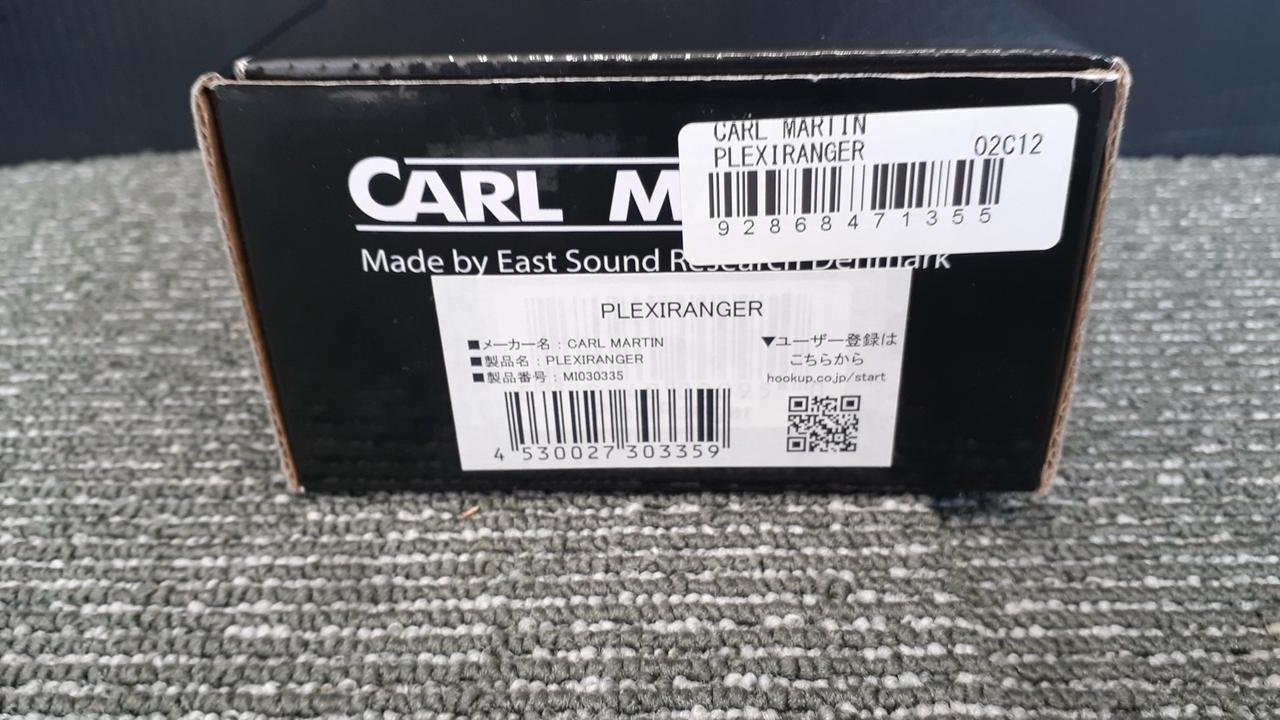 CARL MARTIN
PLEXIRANGER
02C12
92868471355
CARL M
Made by East Sound Research Denmark
PLEXIRANGER
■メーカー名 : CARL MARTIN
■製品名 : PLEXIRANGER
■製品番号 : MI030335
▼ユーザー登録は
こちらから
hookup.co.jp/start
4 530027 303359